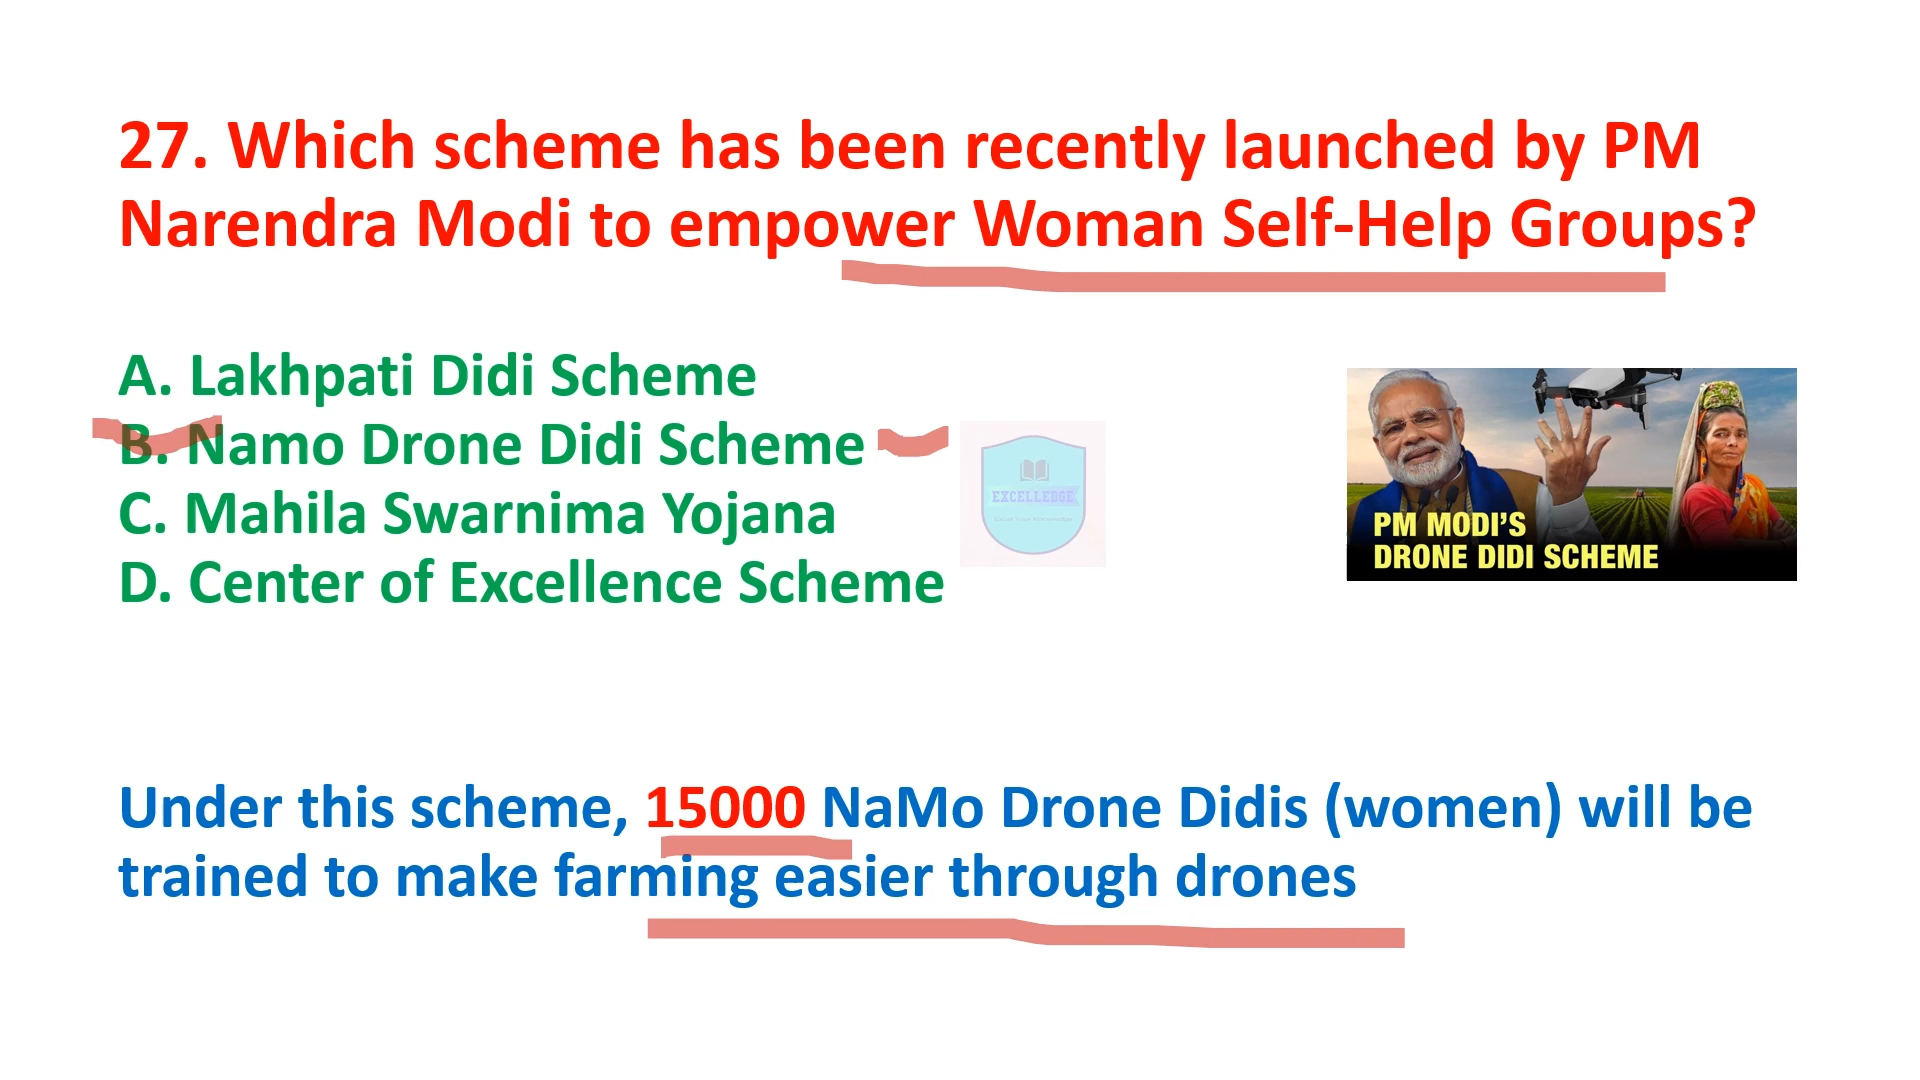 27. Which scheme has been recently launched by PM
Narendra Modi to empower Woman Self-Help Groups?
A. Lakhpati Didi Scheme
B. Namo Drone Didi Scheme
C. Mahila Swarnima Yojana
D. Center of Excellence Scheme
EXCELLEDGE
PM MODI'S
DRONE DIDI SCHEME
Under this scheme, 15000 NaMo Drone Didis (women) will be
trained to make farming easier through drones